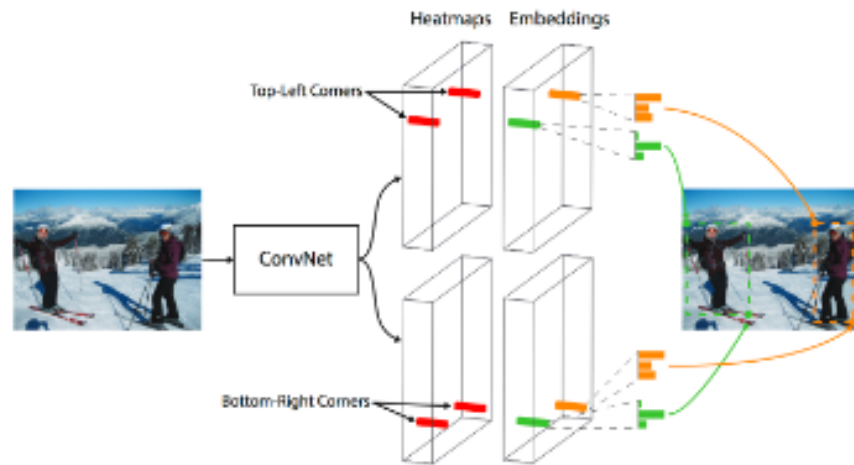 Heatmaps Embeddings
Top-Left Corners
ConvNet
Bottom-Right Corners